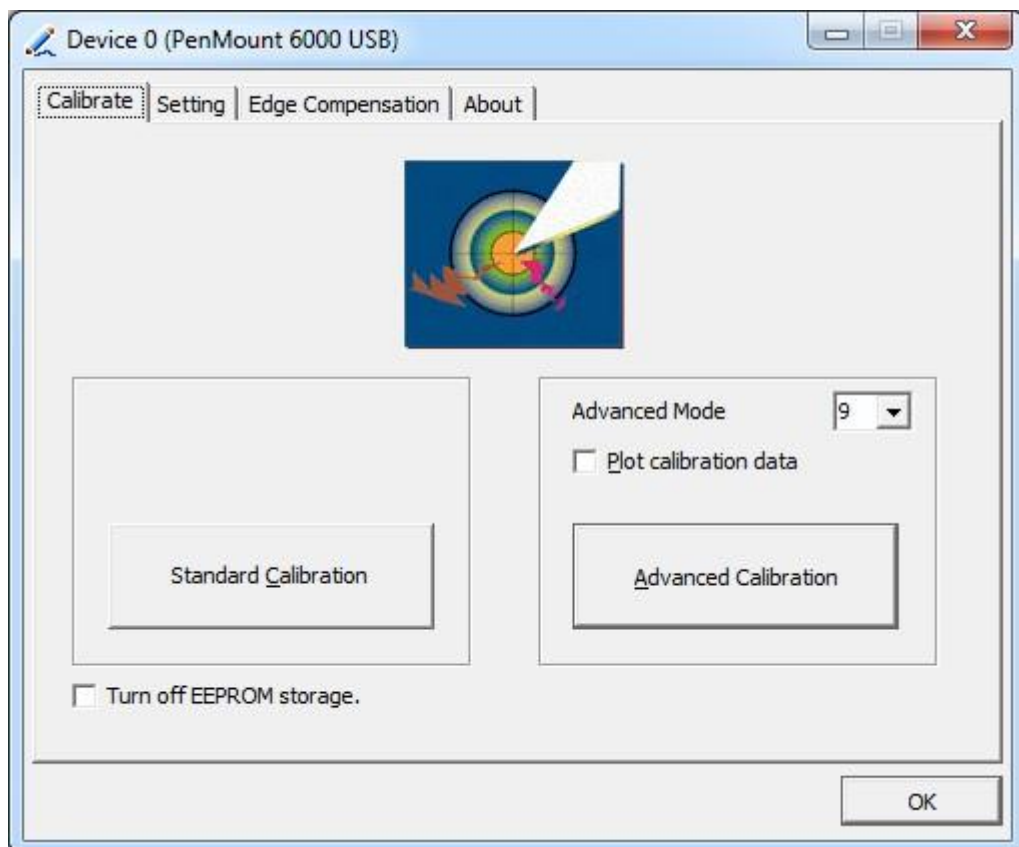 Device 0 (PenMount 6000 USB)
Calibrate Setting Edge Compensation About
Advanced Mode 9
Plot calibration data
Standard Calibration
Advanced Calibration
Turn off EEPROM storage.
OK